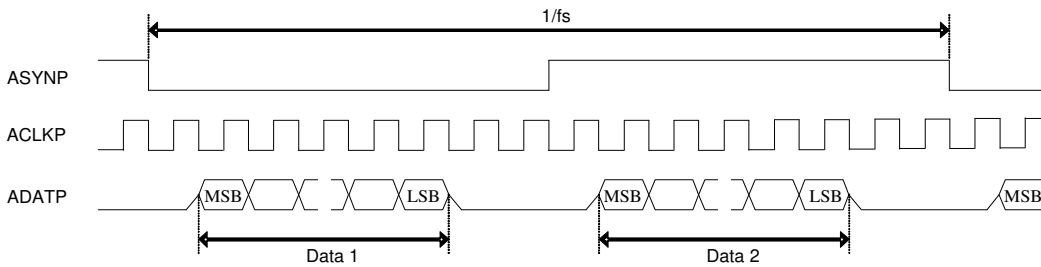 1/fs
ASYNP
ACLKP
ADATP
MSB LSB MSB LSB MSB
Data 1 Data 2